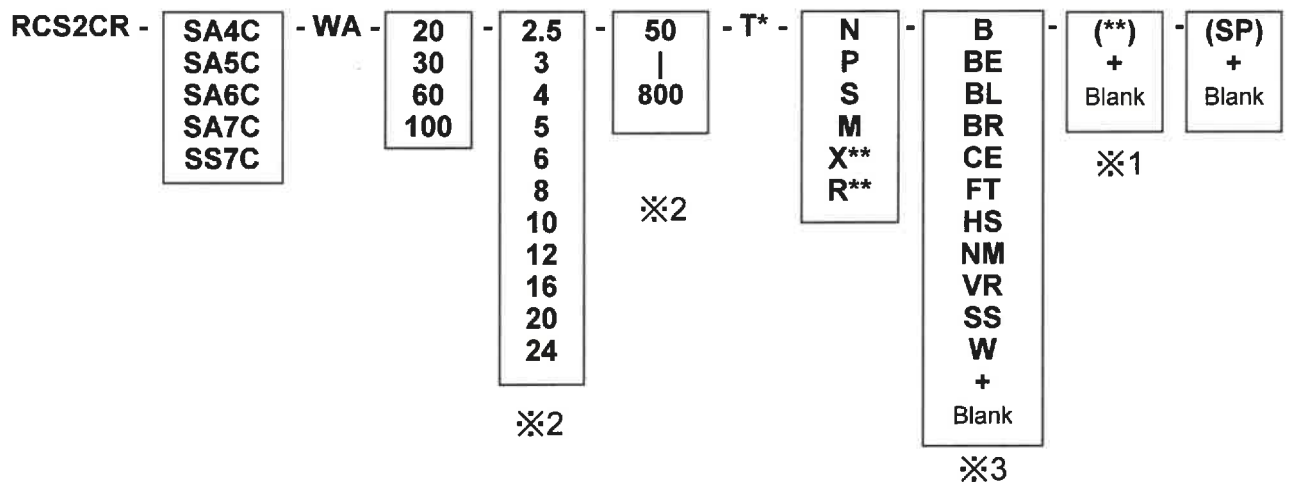 RCS2CR - SA4C - WA - 20 - 2.5 - 50 - T* - N - B - (**) - (SP)
SA5C 30 3 | P BE + +
SA6C 60 4 800 S BL Blank Blank
SA7C 100 5 M BR
SS7C 6 X** CE ※1
8 R** FT
※2
10 HS
12 NM
16 VR
20 SS
24 W
+
※2 Blank
※3